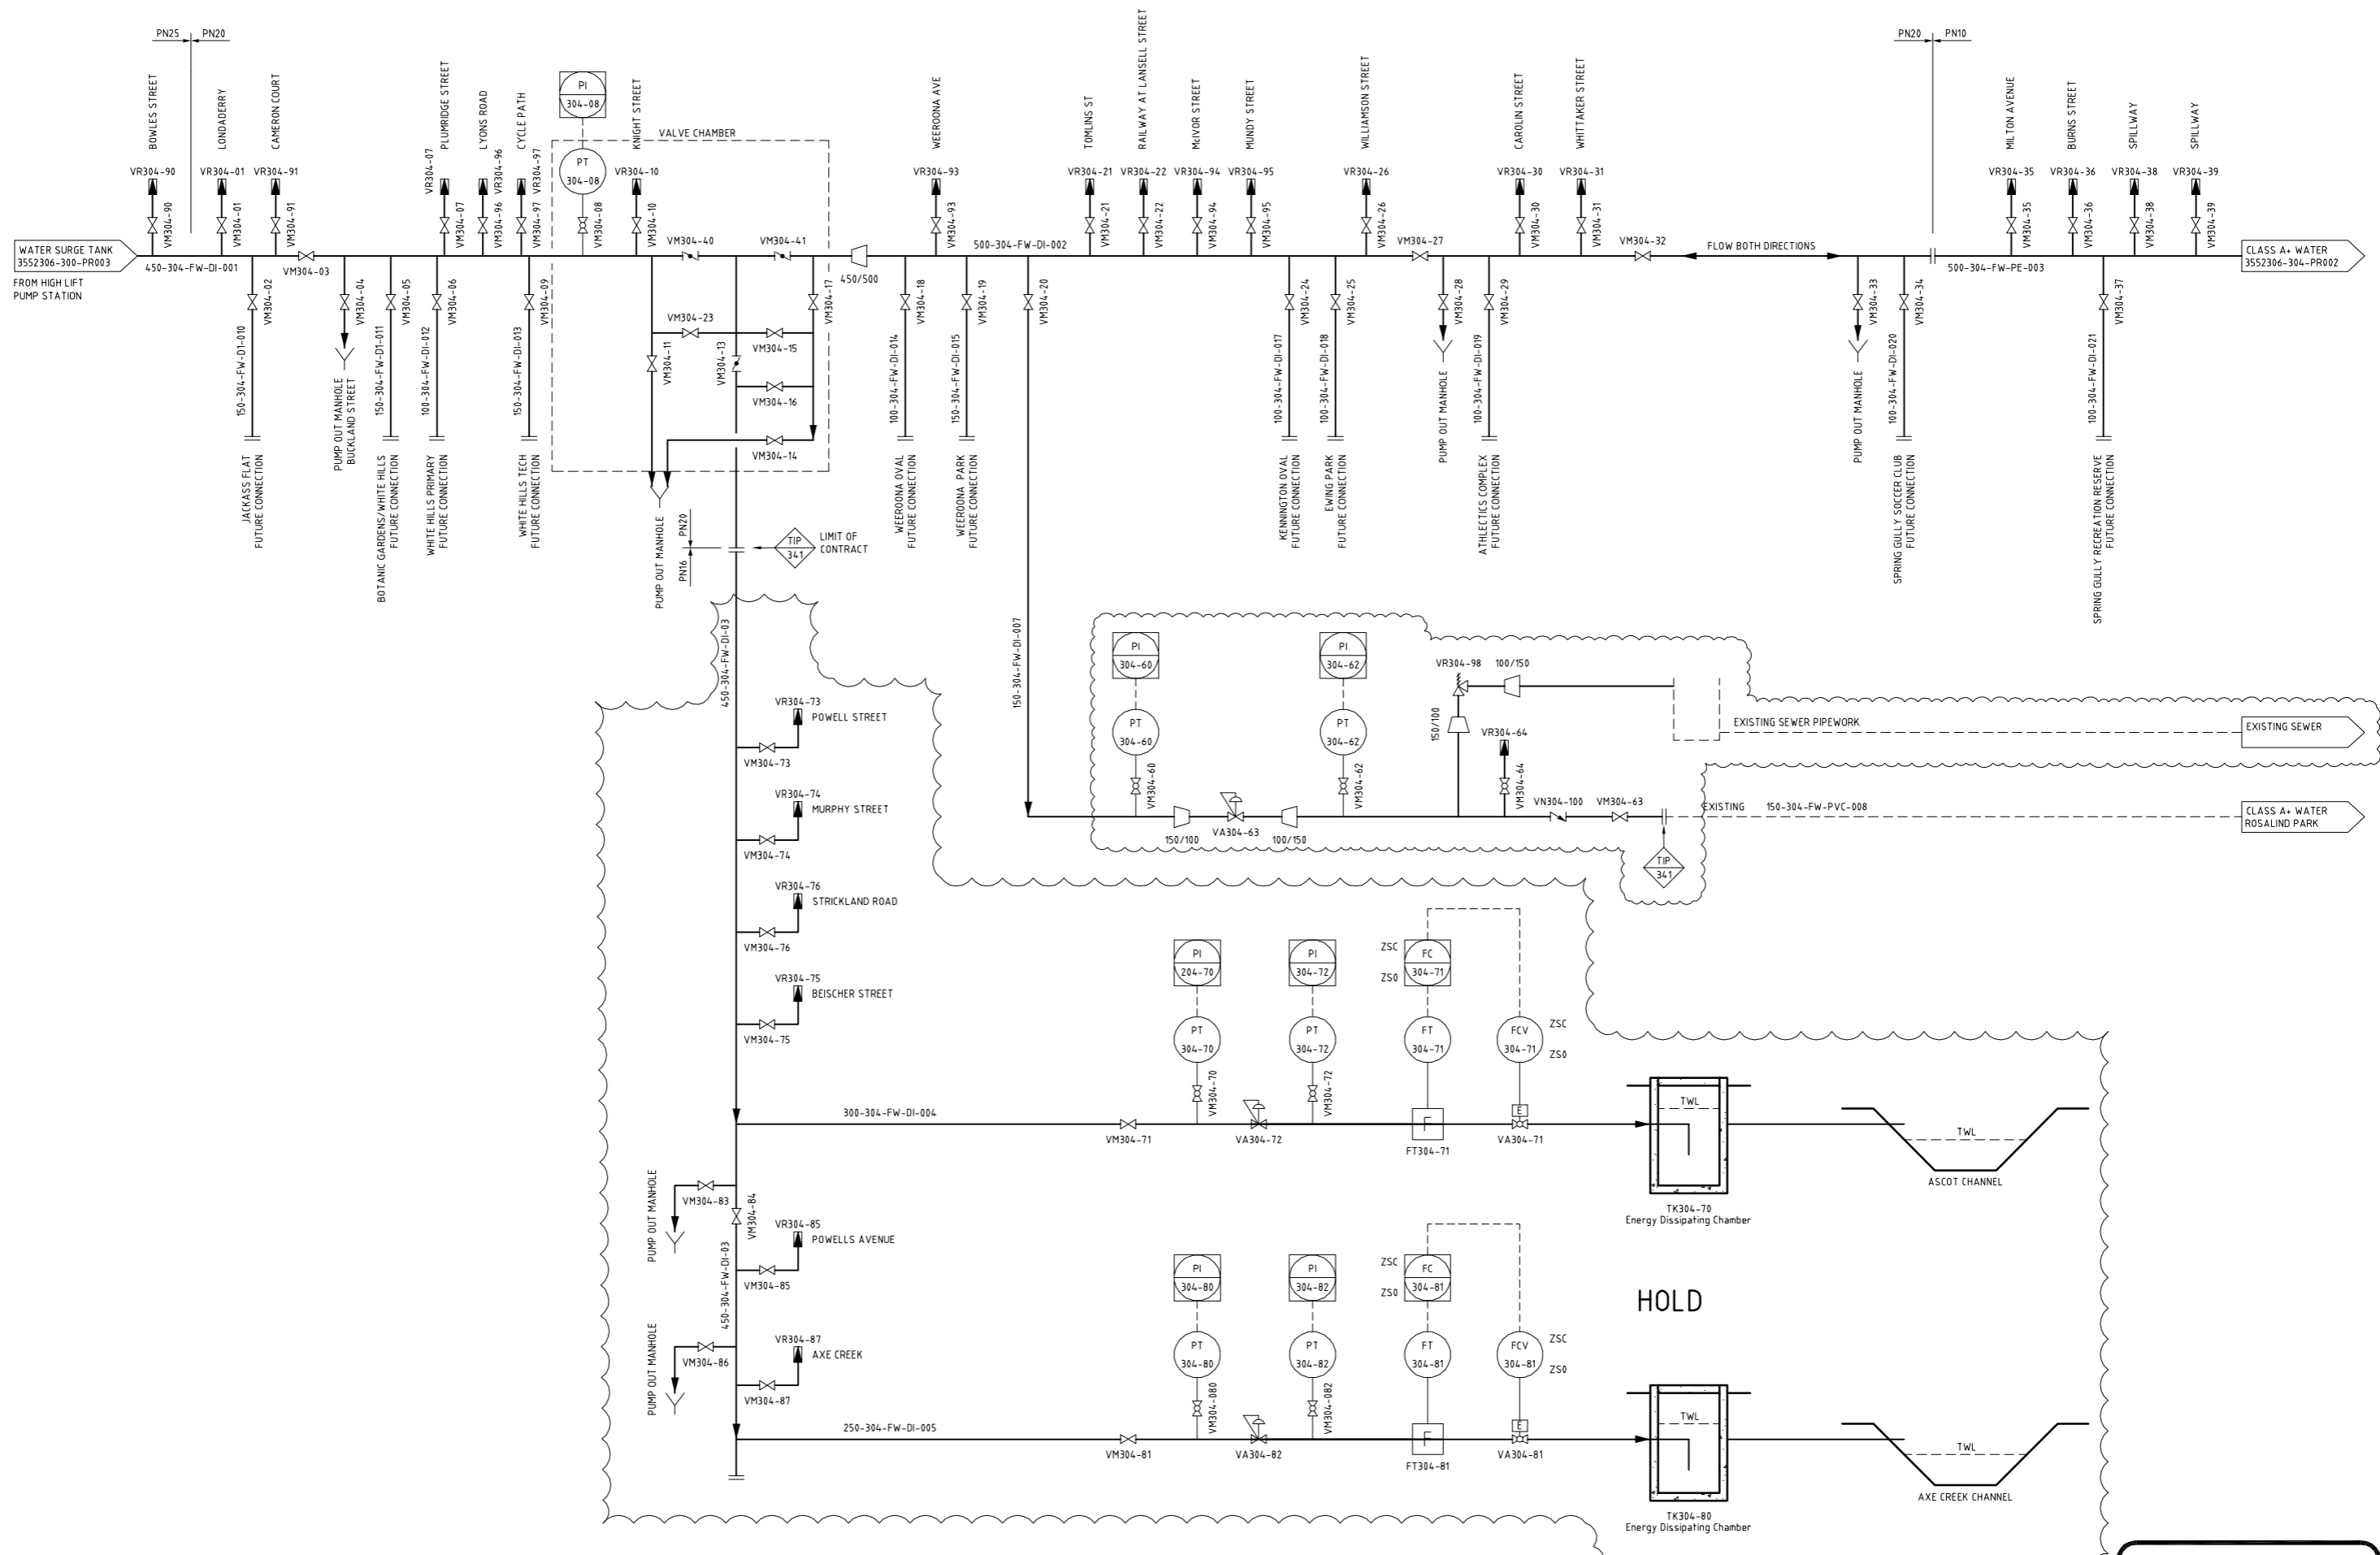 PN25
PN20
PN20
PN10
BOWLES STREET
LONDADERRY
CAMERON COURT
PLUMRIDGE STREET
LYONS ROAD
CYCLE PATH
PI
304-08
KNIGHT STREET
WEEROONA AVE
TOMLINS ST
RAILWAY AT LANSELL STREET
McIVOR STREET
MUNDY STREET
WILLIAMSON STREET
CAROLIN STREET
WHITTAKER STREET
MILTON AVENUE
BURNS STREET
SPILLWAY
SPILLWAY
VALVE CHAMBER
PT
304-08
VR304-90
VR304-01
VR304-91
VR304-07
VR304-96
VR304-97
VR304-10
VR304-93
VR304-21
VR304-22
VR304-94
VR304-95
VR304-26
VR304-30
VR304-31
VR304-35
VR304-36
VR304-38
VR304-39
VM304-90
VM304-01
VM304-91
VM304-07
VM304-96
VM304-97
VM304-08
VM304-10
VM304-93
VM304-21
VM304-22
VM304-94
VM304-95
VM304-26
VM304-30
VM304-31
VM304-35
VM304-36
VM304-38
VM304-39
WATER SURGE TANK
3552306-300-PR003
FROM HIGH LIFT
PUMP STATION
450-304-FW-DI-001
VM304-03
VM304-40
VM304-41
450/500
500-304-FW-DI-002
VM304-27
VM304-32
FLOW BOTH DIRECTIONS
500-304-FW-PE-003
CLASS A+ WATER
3552306-304-PR002
VM304-02
VM304-04
VM304-05
VM304-06
VM304-09
VM304-17
VM304-18
VM304-19
VM304-20
VM304-24
VM304-25
VM304-28
VM304-29
VM304-33
VM304-34
VM304-37
VM304-23
VM304-15
VM304-11
VM304-13
VM304-16
VM304-14
150-304-FW-D1-010
150-304-FW-D1-011
100-304-FW-DI-012
150-304-FW-DI-013
100-304-FW-DI-014
150-304-FW-DI-015
100-304-FW-DI-017
100-304-FW-DI-018
100-304-FW-DI-019
100-304-FW-DI-020
100-304-FW-DI-021
JACKASS FLAT
FUTURE CONNECTION
PUMP OUT MANHOLE
BUCKLAND STREET
BOTANIC GARDENS/WHITE HILLS
FUTURE CONNECTION
WHITE HILLS PRIMARY
FUTURE CONNECTION
WHITE HILLS TECH
FUTURE CONNECTION
PUMP OUT MANHOLE
WEEROONA OVAL
FUTURE CONNECTION
WEEROONA PARK
FUTURE CONNECTION
KENNINGTON OVAL
FUTURE CONNECTION
EWING PARK
FUTURE CONNECTION
PUMP OUT MANHOLE
ATHLECTICS COMPLEX
FUTURE CONNECTION
PUMP OUT MANHOLE
SPRING GULLY SOCCER CLUB
FUTURE CONNECTION
SPRING GULLY RECREATION RESERVE
FUTURE CONNECTION
PN20
PN16
TIP
341
LIMIT OF
CONTRACT
450-304-FW-DI-03
150-304-FW-DI-007
PI
304-60
PI
304-62
PT
304-60
PT
304-62
VM304-60
VM304-62
VR304-98
100/150
150/100
VR304-64
VM304-64
EXISTING SEWER PIPEWORK
EXISTING SEWER
150/100
VA304-63
100/150
VN304-100
VM304-63
EXISTING
150-304-FW-PVC-008
CLASS A+ WATER
ROSALIND PARK
TIP
341
VR304-73
POWELL STREET
VM304-73
VR304-74
MURPHY STREET
VM304-74
VR304-76
STRICKLAND ROAD
VM304-76
VR304-75
BEISCHER STREET
VM304-75
PI
204-70
PI
304-72
ZSC
ZSO
FC
304-71
PT
304-70
PT
304-72
FT
304-71
FCV
304-71
ZSC
ZSO
VM304-70
VM304-72
E
300-304-FW-DI-004
VM304-71
VA304-72
F
FT304-71
VA304-71
TWL
TK304-70
Energy Dissipating Chamber
TWL
ASCOT CHANNEL
PUMP OUT MANHOLE
VM304-83
VM304-84
450-304-FW-DI-03
VR304-85
POWELLS AVENUE
VM304-85
PUMP OUT MANHOLE
VM304-86
VR304-87
AXE CREEK
VM304-87
PI
304-80
PI
304-82
ZSC
ZSO
FC
304-81
PT
304-80
PT
304-82
FT
304-81
FCV
304-81
ZSC
ZSO
HOLD
VM304-080
VM304-082
E
250-304-FW-DI-005
VM304-81
VA304-82
F
FT304-81
VA304-81
TWL
TK304-80
Energy Dissipating Chamber
TWL
AXE CREEK CHANNEL